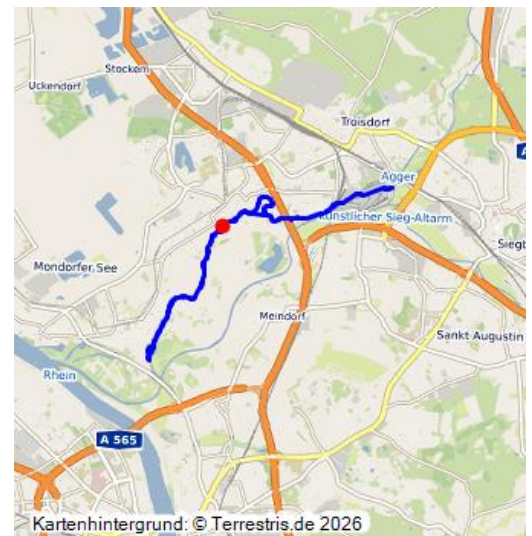 Stockem
Uckendorf
Troisdorf
A
Agger
künstlicher Sieg-Altarm
Siegb
Mondorfer See
Meindorf
Sankt Augustin
Rhein
A 565
Kartenhintergrund: © Terrestris.de 2026